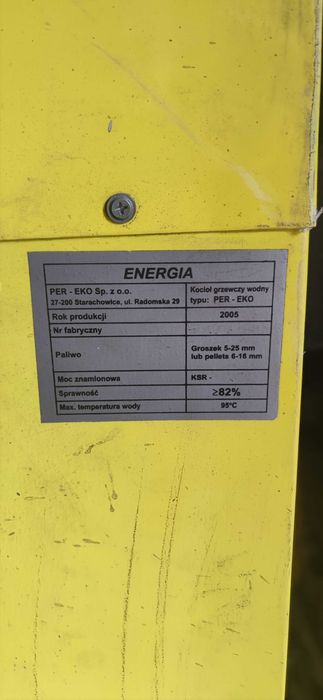 ENERGIA
PER - EKO Sp. z o.o.
27-200 Starachowice, ul. Radomska 29
Kocioł grzewczy wodny
typu: PER - EKO
Rok produkcji 2005
Nr fabryczny
Paliwo
Groszek 5-25 mm
lub pellets 6-16 mm
Moc znamionowa KSR -
Sprawność ≥82%
Max. temperatura wody 95°C